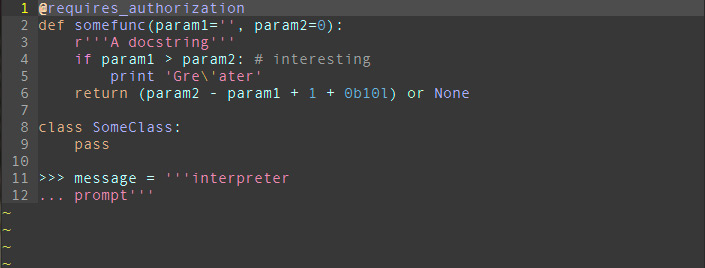 1 @requires_authorization
2 def somefunc(param1='', param2=0):
3     r'''A docstring'''
4     if param1 > param2: # interesting
5         print 'Gre\'ater'
6     return (param2 - param1 + 1 + 0b10l) or None
7
8 class SomeClass:
9     pass
10
11 >>> message = '''interpreter
12 ... prompt'''
~
~
~
~